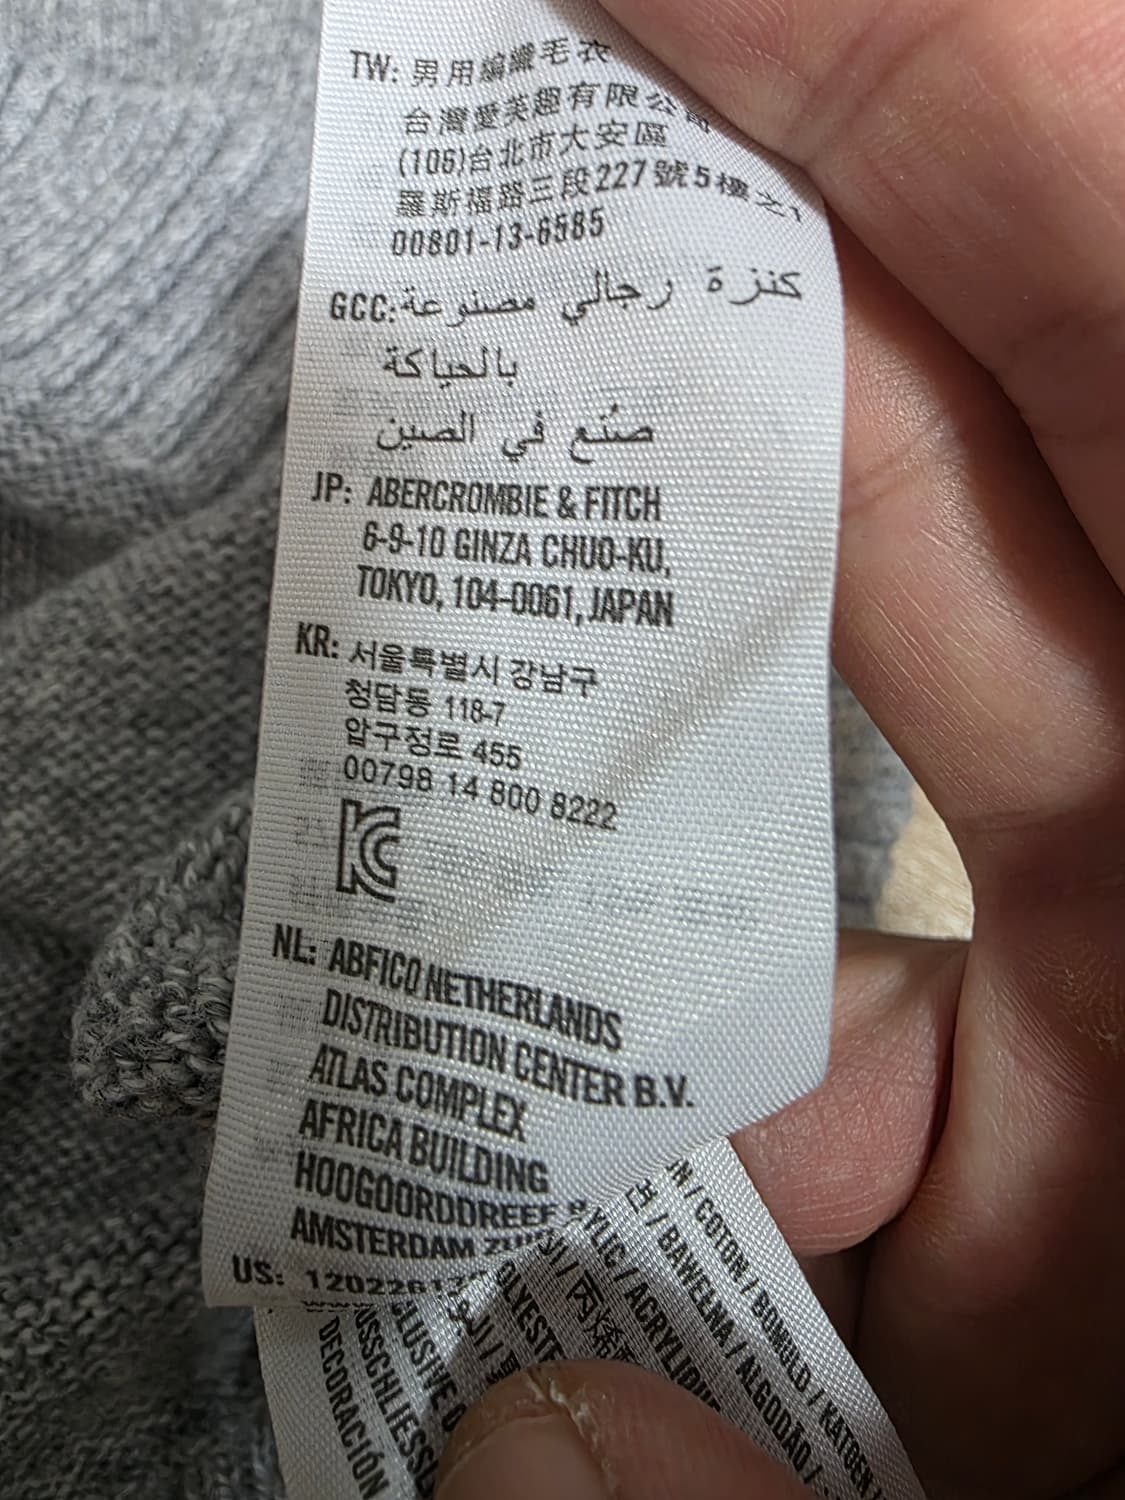 TW: 男用編織毛衣
台灣愛芙趣有限公司
(106)台北市大安區
羅斯福路三段227號5樓之1
00801-13-6585
GCC: كنزة رجالي مصنوعة
بالحياكة
صُنع في الصين
JP: ABERCROMBIE & FITCH
6-9-10 GINZA CHUO-KU,
TOKYO, 104-0061, JAPAN
KR: 서울특별시 강남구
청담동 118-7
압구정로 455
00798 14 800 8222
KC
NL: ABFICO NETHERLANDS
DISTRIBUTION CENTER B.V.
ATLAS COMPLEX
AFRICA BUILDING
HOOGOORDDREEF
AMSTERDAM
US:
/ COTON / BOMULD / KATOEN /
/ BAWEŁNA / ALGODÃO /
/ ACRYLIQUE
DECORACIÓN